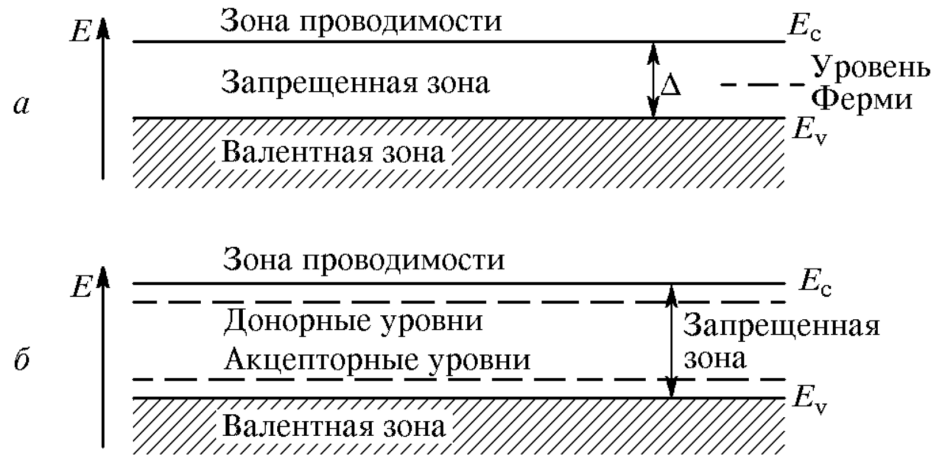 E
Зона проводимости
E_c
а
Запрещенная зона
Δ
Уровень
Ферми
E_v
Валентная зона
Зона проводимости
E
E_c
Донорные уровни
Запрещенная
зона
б
Акцепторные уровни
E_v
Валентная зона